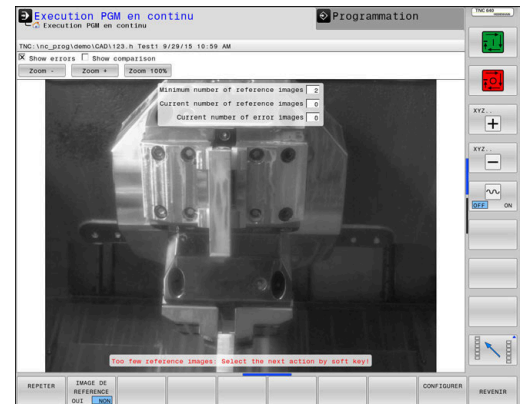 Execution PGM en continu
Execution PGM en continu
Programmation
TNC 640
TNC:\nc_prog\demo\CAD\123.h Test1 9/29/15 10:59 AM
Show errors Show comparison
Zoom - Zoom + Zoom 100%
Minimum number of reference images 2
Current number of reference images 0
Current number of error images 0
XYZ..
+
XYZ..
-
OFF ON
Too few reference images: Select the next action by soft key!
REPETER
IMAGE DE
REFERENCE
OUI NON
CONFIGURER
REVENIR